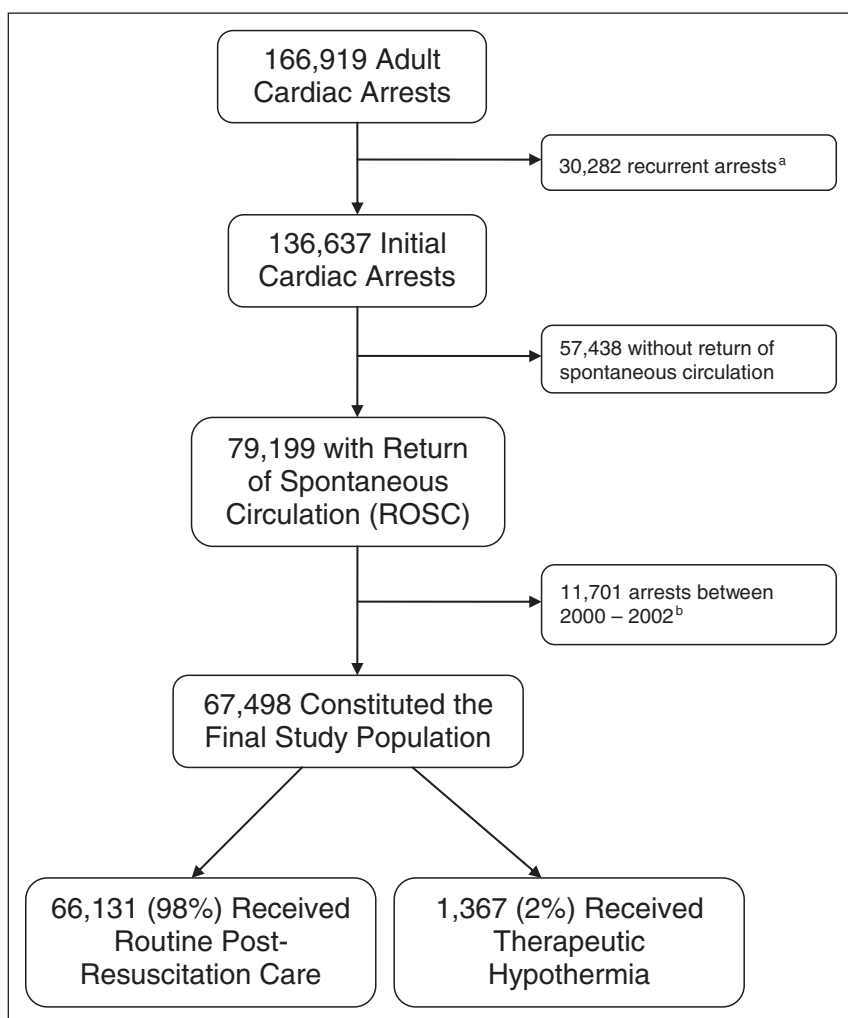 166,919 Adult
Cardiac Arrests
30,282 recurrent arrestsᵃ
136,637 Initial
Cardiac Arrests
57,438 without return of
spontaneous circulation
79,199 with Return
of Spontaneous
Circulation (ROSC)
11,701 arrests between
2000 – 2002ᵇ
67,498 Constituted the
Final Study Population
66,131 (98%) Received
Routine Post-
Resuscitation Care
1,367 (2%) Received
Therapeutic
Hypothermia